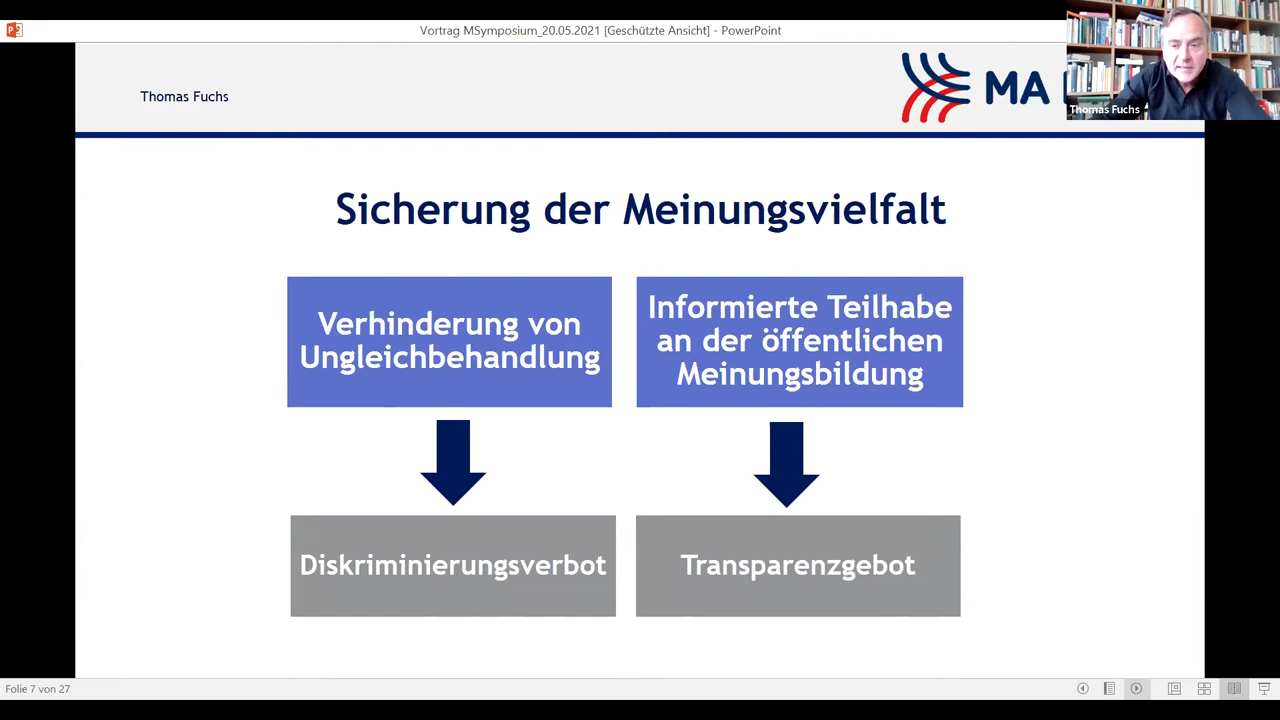 Vortrag MSymposium_20.05.2021 [Geschützte Ansicht] - PowerPoint
Thomas Fuchs
MA
Thomas Fuchs
Sicherung der Meinungsvielfalt
Verhinderung von
Ungleichbehandlung
Informierte Teilhabe
an der öffentlichen
Meinungsbildung
Diskriminierungsverbot
Transparenzgebot
Folie 7 von 27